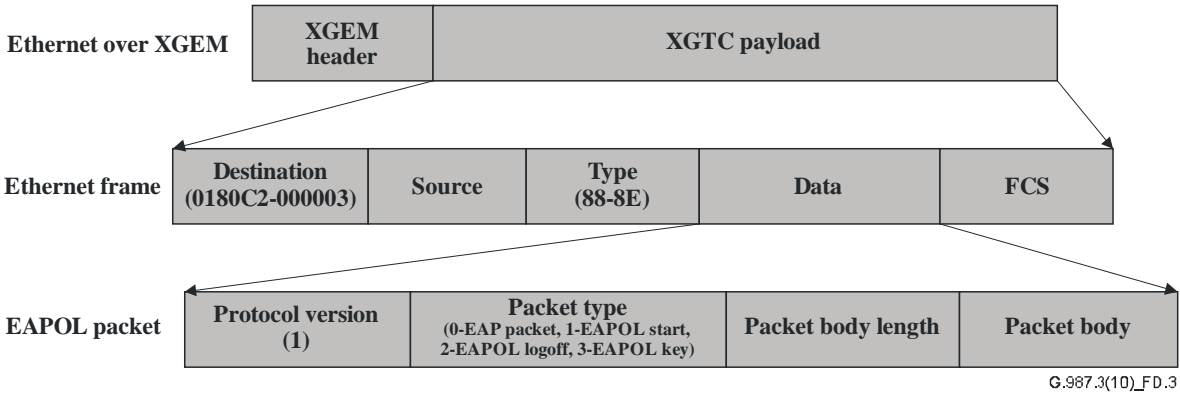 Ethernet over XGEM
XGEM
header
XGTC payload
Ethernet frame
Destination
(0180C2-000003)
Source
Type
(88-8E)
Data
FCS
EAPOL packet
Protocol version
(1)
Packet type
(0-EAP packet, 1-EAPOL start,
2-EAPOL logoff, 3-EAPOL key)
Packet body length
Packet body
G.987.3(10)_FD.3